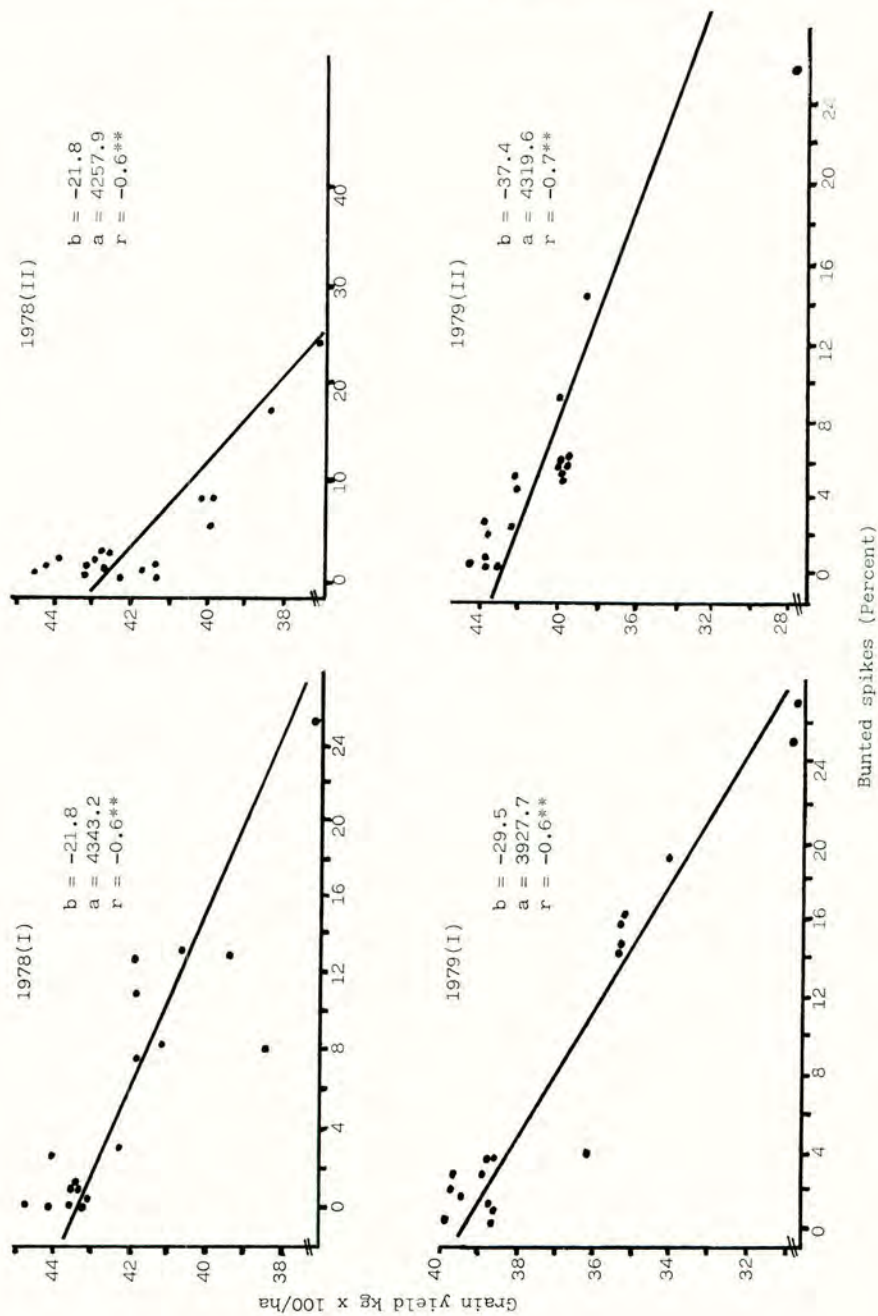 1978(I)
b = -21.8
a = 4343.2
r = -0.6**
44
42
40
38
0
4
8
12
16
20
24
1978(II)
b = -21.8
a = 4257.9
r = -0.6**
44
42
40
38
0
10
20
30
40
1979(I)
b = -29.5
a = 3927.7
r = -0.6**
40
38
36
34
32
0
2
4
8
12
16
20
24
1979(II)
b = -37.4
a = 4319.6
r = -0.7**
44
40
36
32
28
0
4
8
12
16
20
24
Grain yield kg x 100/ha
Bunted spikes (Percent)